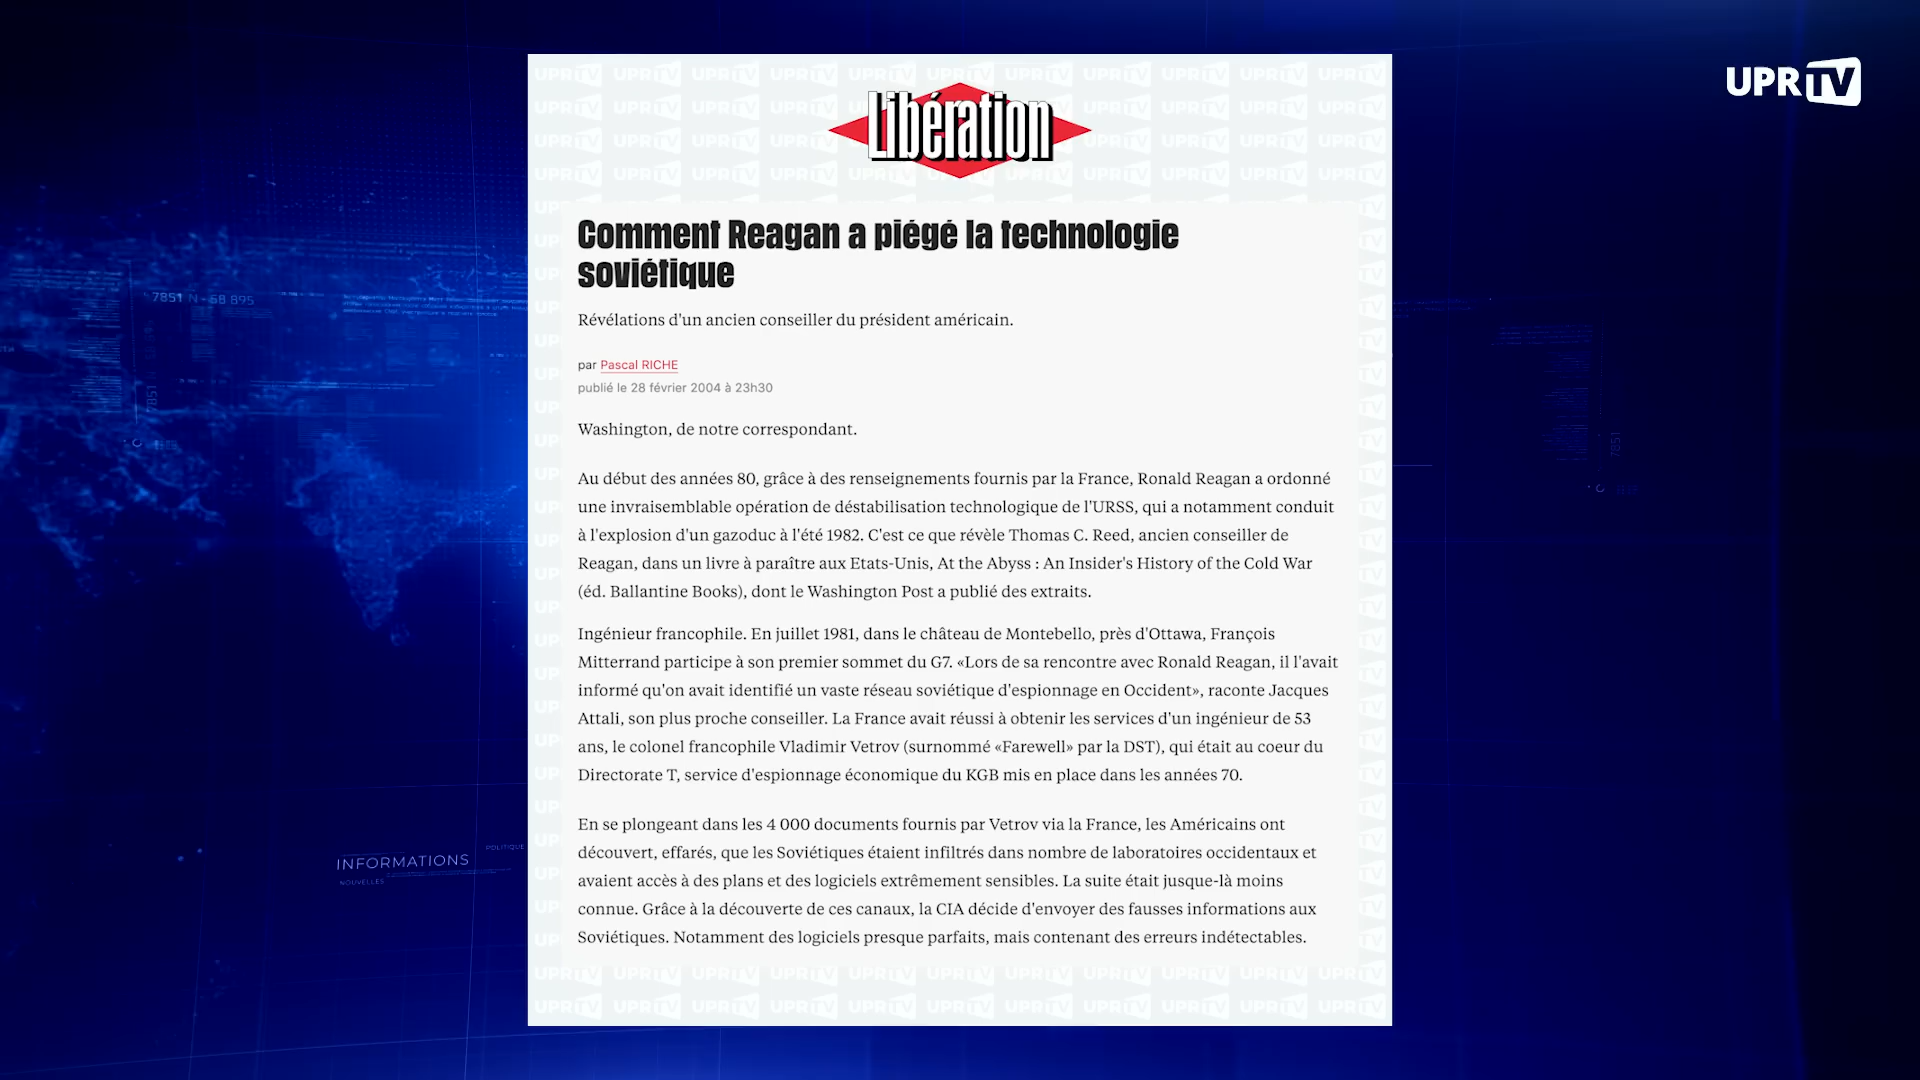 UPR TV
Libération
Comment Reagan a piégé la technologie
soviétique
Révélations d'un ancien conseiller du président américain.
par Pascal RICHE
publié le 28 février 2004 à 23h30
Washington, de notre correspondant.
Au début des années 80, grâce à des renseignements fournis par la France, Ronald Reagan a ordonné
une invraisemblable opération de déstabilisation technologique de l'URSS, qui a notamment conduit
à l'explosion d'un gazoduc à l'été 1982. C'est ce que révèle Thomas C. Reed, ancien conseiller de
Reagan, dans un livre à paraître aux Etats-Unis, At the Abyss : An Insider's History of the Cold War
(éd. Ballantine Books), dont le Washington Post a publié des extraits.
Ingénieur francophile. En juillet 1981, dans le château de Montebello, près d'Ottawa, François
Mitterrand participe à son premier sommet du G7. «Lors de sa rencontre avec Ronald Reagan, il l'avait
informé qu'on avait identifié un vaste réseau soviétique d'espionnage en Occident», raconte Jacques
Attali, son plus proche conseiller. La France avait réussi à obtenir les services d'un ingénieur de 53
ans, le colonel francophile Vladimir Vetrov (surnommé «Farewell» par la DST), qui était au coeur du
Directorate T, service d'espionnage économique du KGB mis en place dans les années 70.
En se plongeant dans les 4 000 documents fournis par Vetrov via la France, les Américains ont
découvert, effarés, que les Soviétiques étaient infiltrés dans nombre de laboratoires occidentaux et
avaient accès à des plans et des logiciels extrêmement sensibles. La suite était jusque-là moins
connue. Grâce à la découverte de ces canaux, la CIA décide d'envoyer des fausses informations aux
Soviétiques. Notamment des logiciels presque parfaits, mais contenant des erreurs indétectables.
7851 N - 58 895
7851
INFORMATIONS
POLITIQUE
NOUVELLES